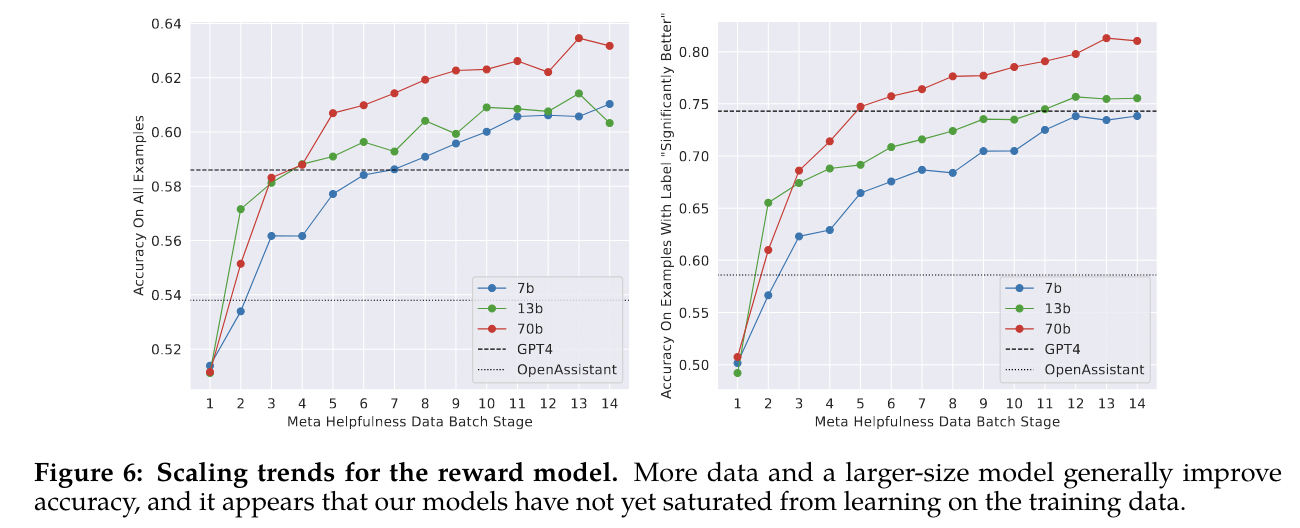 Accuracy On All Examples
0.64
0.62
0.60
0.58
0.56
0.54
0.52
7b
13b
70b
GPT4
OpenAssistant
1 2 3 4 5 6 7 8 9 10 11 12 13 14
Meta Helpfulness Data Batch Stage
Accuracy On Examples With Label "Significantly Better"
0.80
0.75
0.70
0.65
0.60
0.55
0.50
7b
13b
70b
GPT4
OpenAssistant
1 2 3 4 5 6 7 8 9 10 11 12 13 14
Meta Helpfulness Data Batch Stage
Figure 6: Scaling trends for the reward model. More data and a larger-size model generally improve
accuracy, and it appears that our models have not yet saturated from learning on the training data.